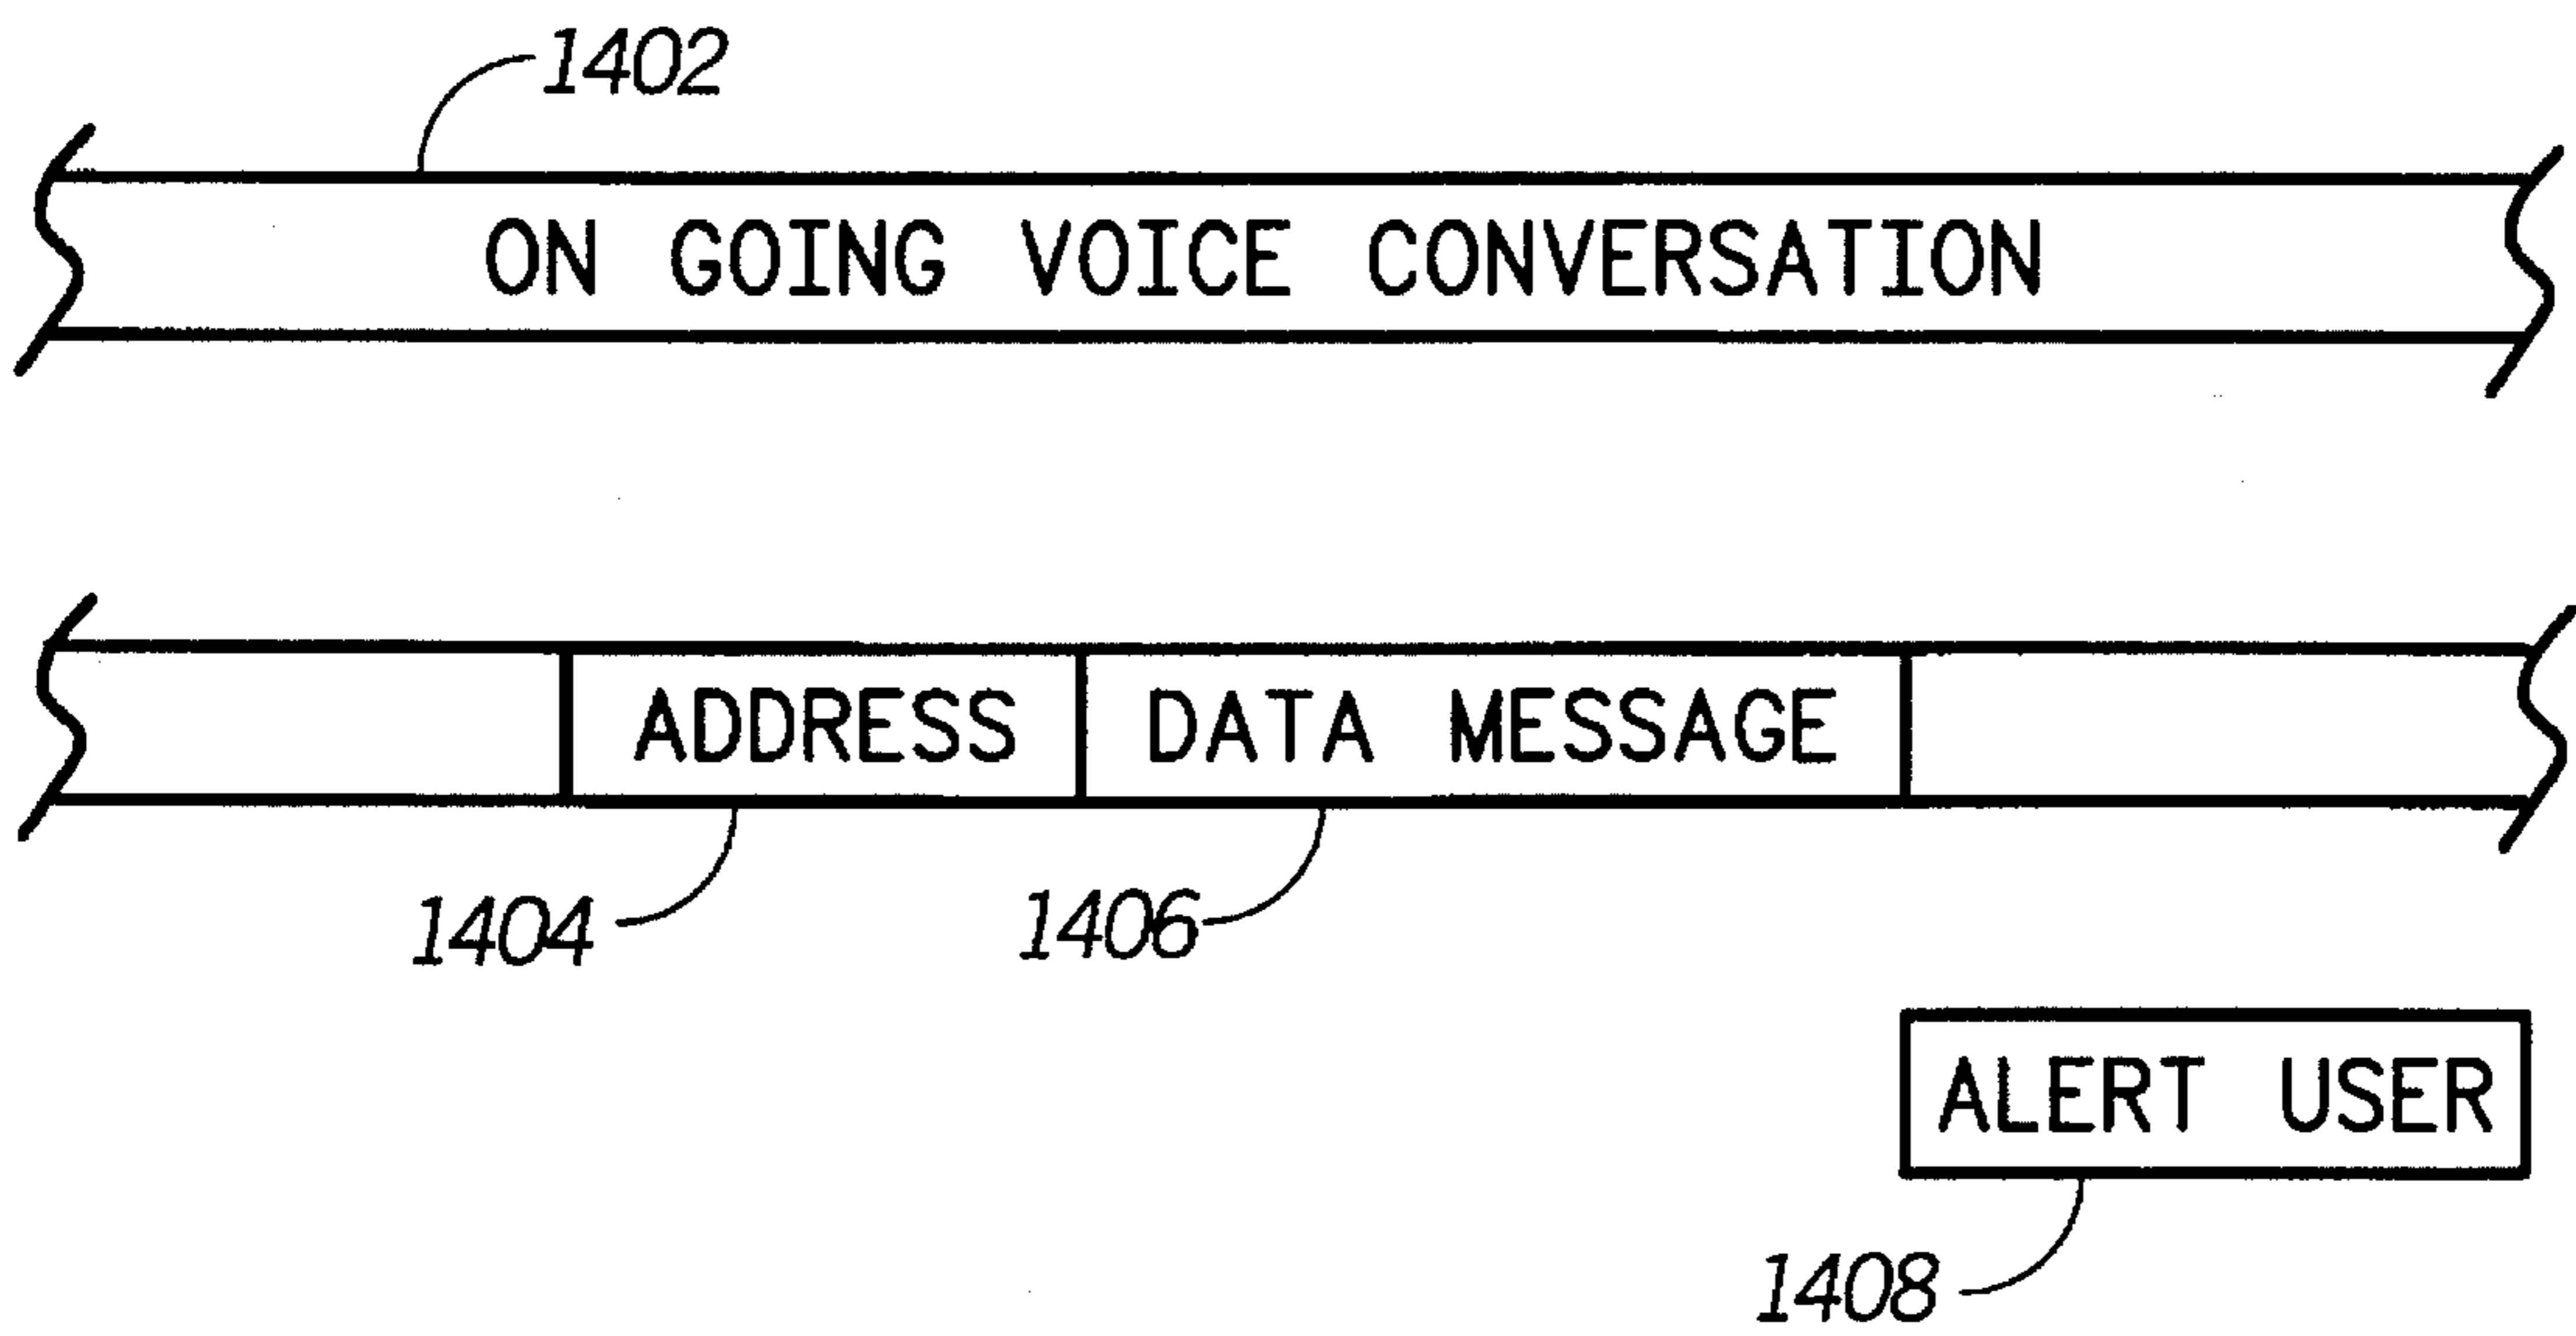 1402
ON GOING VOICE CONVERSATION
ADDRESS DATA MESSAGE
1404 1406
ALERT USER
1408